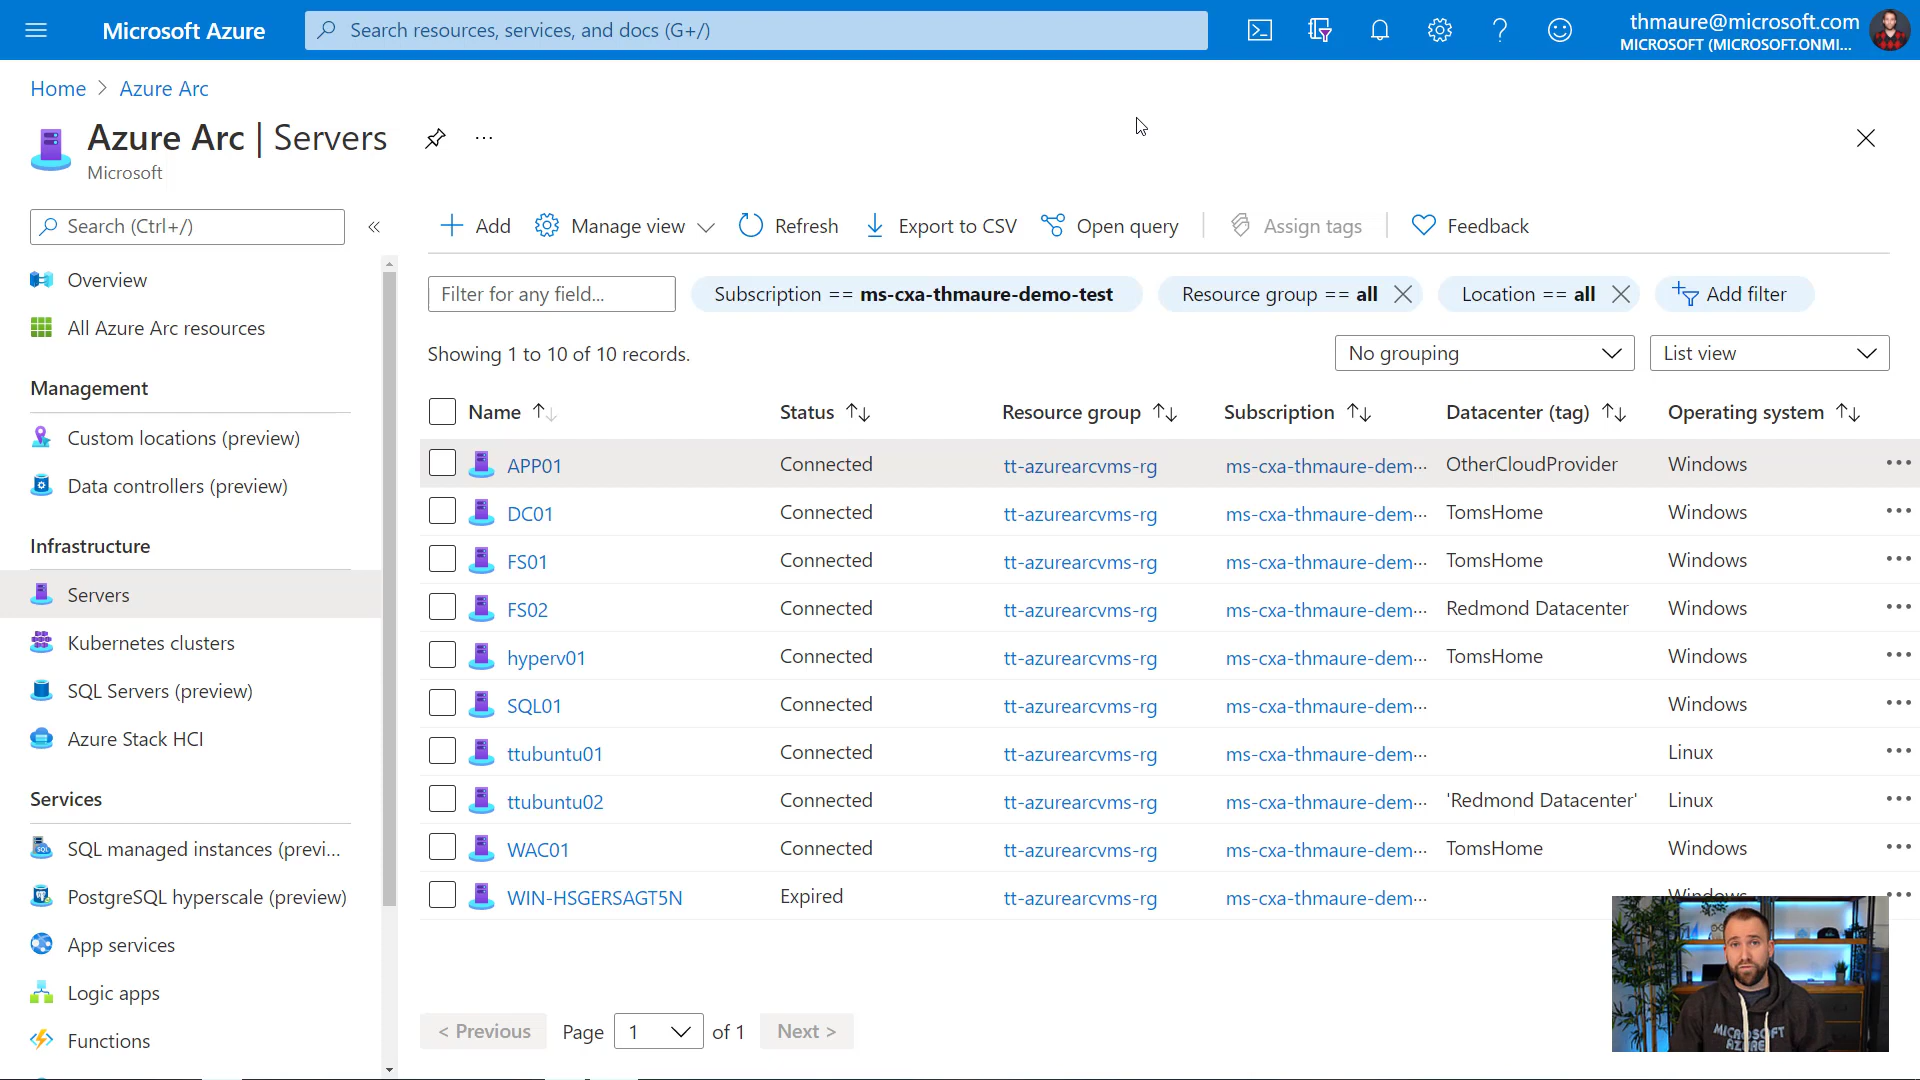 Microsoft Azure
Search resources, services, and docs (G+/)
thmaure@microsoft.com
MICROSOFT (MICROSOFT.ONMI...
Home > Azure Arc
Azure Arc | Servers
...
Microsoft
Search (Ctrl+/)
«
Overview
All Azure Arc resources
Management
Custom locations (preview)
Data controllers (preview)
Infrastructure
Servers
Kubernetes clusters
SQL Servers (preview)
Azure Stack HCI
Services
SQL managed instances (previ...
PostgreSQL hyperscale (preview)
App services
Logic apps
Functions
Add Manage view Refresh Export to CSV Open query Assign tags Feedback
Filter for any field... Subscription == ms-cxa-thmaure-demo-test Resource group == all Location == all Add filter
Showing 1 to 10 of 10 records. No grouping List view
Name Status Resource group Subscription Datacenter (tag) Operating system
APP01 Connected tt-azurearcvms-rg ms-cxa-thmaure-dem... OtherCloudProvider Windows
DC01 Connected tt-azurearcvms-rg ms-cxa-thmaure-dem... TomsHome Windows
FS01 Connected tt-azurearcvms-rg ms-cxa-thmaure-dem... TomsHome Windows
FS02 Connected tt-azurearcvms-rg ms-cxa-thmaure-dem... Redmond Datacenter Windows
hyperv01 Connected tt-azurearcvms-rg ms-cxa-thmaure-dem... TomsHome Windows
SQL01 Connected tt-azurearcvms-rg ms-cxa-thmaure-dem... Windows
ttubuntu01 Connected tt-azurearcvms-rg ms-cxa-thmaure-dem... Linux
ttubuntu02 Connected tt-azurearcvms-rg ms-cxa-thmaure-dem... 'Redmond Datacenter' Linux
WAC01 Connected tt-azurearcvms-rg ms-cxa-thmaure-dem... TomsHome Windows
WIN-HSGERSAGT5N Expired tt-azurearcvms-rg ms-cxa-thmaure-dem... Windows
< Previous Page 1 of 1 Next >
MICROSOFT
AZURE